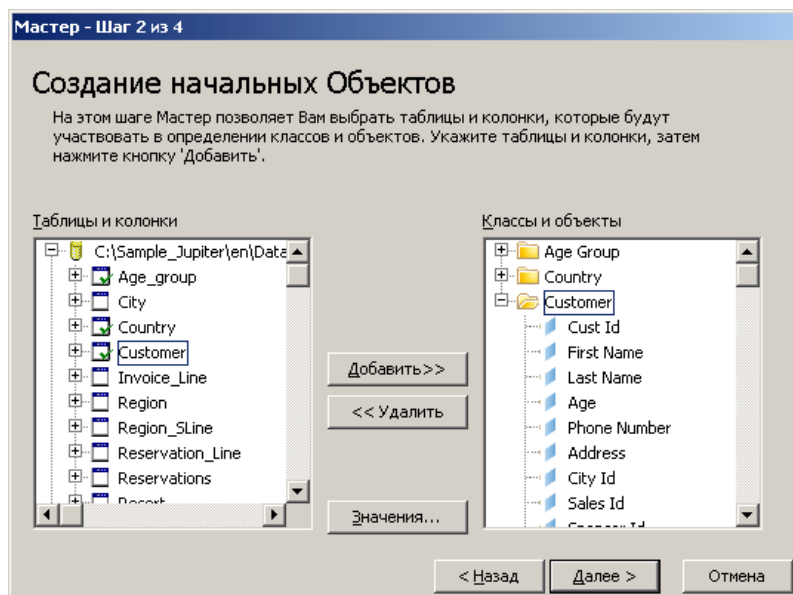 Мастер - Шаг 2 из 4
Создание начальных Объектов
На этом шаге Мастер позволяет Вам выбрать таблицы и колонки, которые будут
участвовать в определении классов и объектов. Укажите таблицы и колонки, затем
нажмите кнопку 'Добавить'.
Таблицы и колонки
C:\Sample_Jupiter\en\Data
Age_group
City
Country
Customer
Invoice_Line
Region
Region_SLine
Reservation_Line
Reservations
Resort
Добавить>>
<< Удалить
Значения...
Классы и объекты
Age Group
Country
Customer
Cust Id
First Name
Last Name
Age
Phone Number
Address
City Id
Sales Id
Sponsor Id
< Назад
Далее >
Отмена